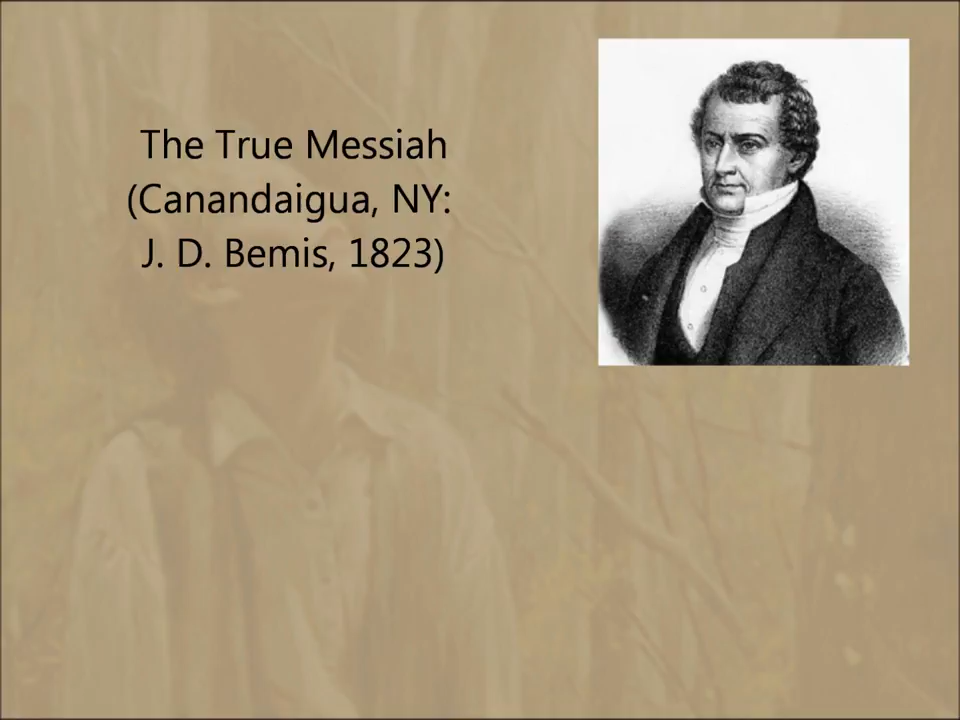 The True Messiah
(Canandaigua, NY:
J. D. Bemis, 1823)